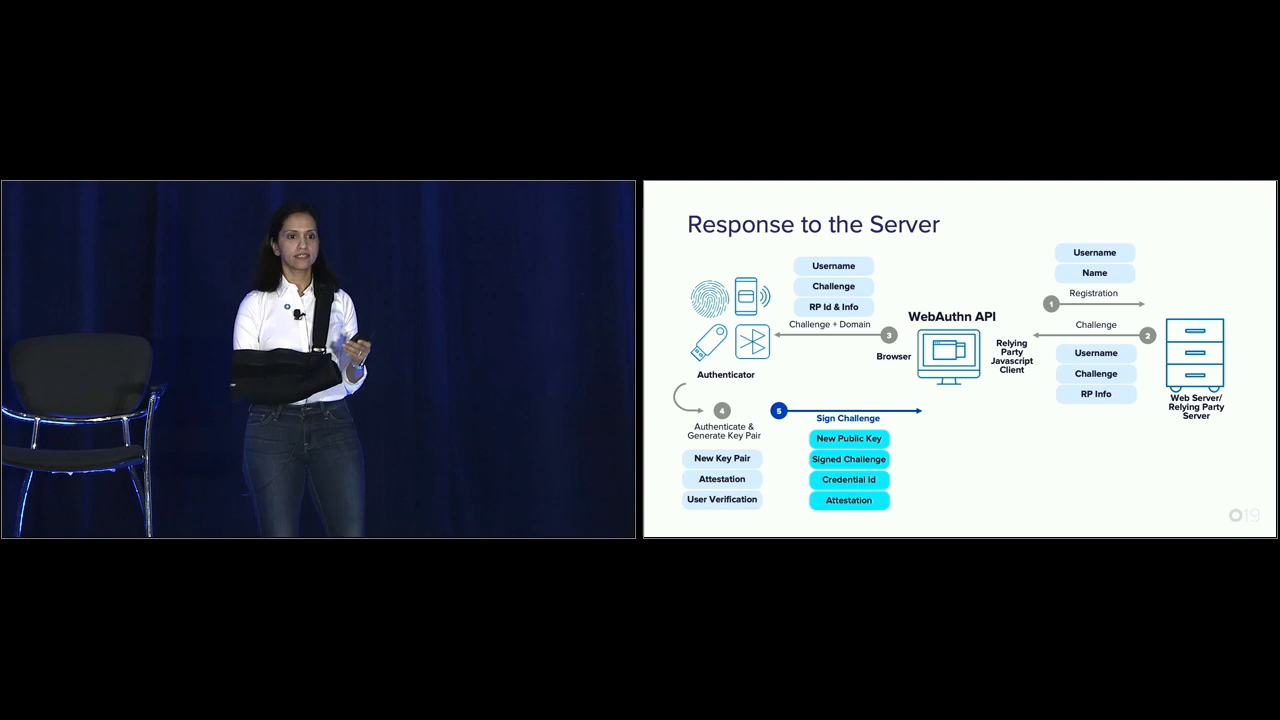 Response to the Server
Username
Name
Registration
1
Username
Challenge
RP Id & Info
Challenge + Domain
3
WebAuthn API
Browser
Relying
Party
Javascript
Client
Challenge
2
Username
Challenge
RP Info
Web Server/
Relying Party
Server
Authenticator
4
Authenticate &
Generate Key Pair
New Key Pair
Attestation
User Verification
5
Sign Challenge
New Public Key
Signed Challenge
Credential Id
Attestation
O19